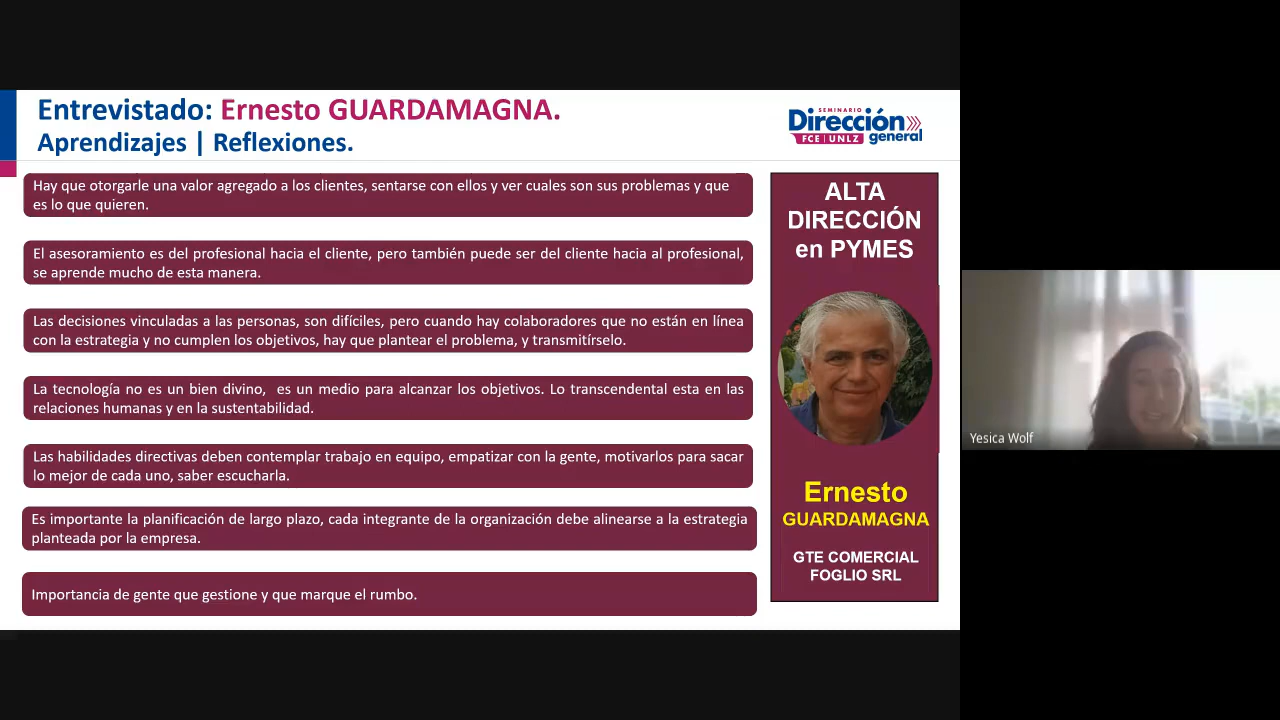 Entrevistado: Ernesto GUARDAMAGNA.
Aprendizajes | Reflexiones.
SEMINARIO
Dirección
FCE | UNLZ general
Hay que otorgarle una valor agregado a los clientes, sentarse con ellos y ver cuales son sus problemas y que
es lo que quieren.
El asesoramiento es del profesional hacia el cliente, pero también puede ser del cliente hacia al profesional,
se aprende mucho de esta manera.
Las decisiones vinculadas a las personas, son difíciles, pero cuando hay colaboradores que no están en línea
con la estrategia y no cumplen los objetivos, hay que plantear el problema, y transmitírselo.
La tecnología no es un bien divino, es un medio para alcanzar los objetivos. Lo transcendental esta en las
relaciones humanas y en la sustentabilidad.
Las habilidades directivas deben contemplar trabajo en equipo, empatizar con la gente, motivarlos para sacar
lo mejor de cada uno, saber escucharla.
Es importante la planificación de largo plazo, cada integrante de la organización debe alinearse a la estrategia
planteada por la empresa.
Importancia de gente que gestione y que marque el rumbo.
ALTA
DIRECCIÓN
en PYMES
Ernesto
GUARDAMAGNA
GTE COMERCIAL
FOGLIO SRL
Yesica Wolf